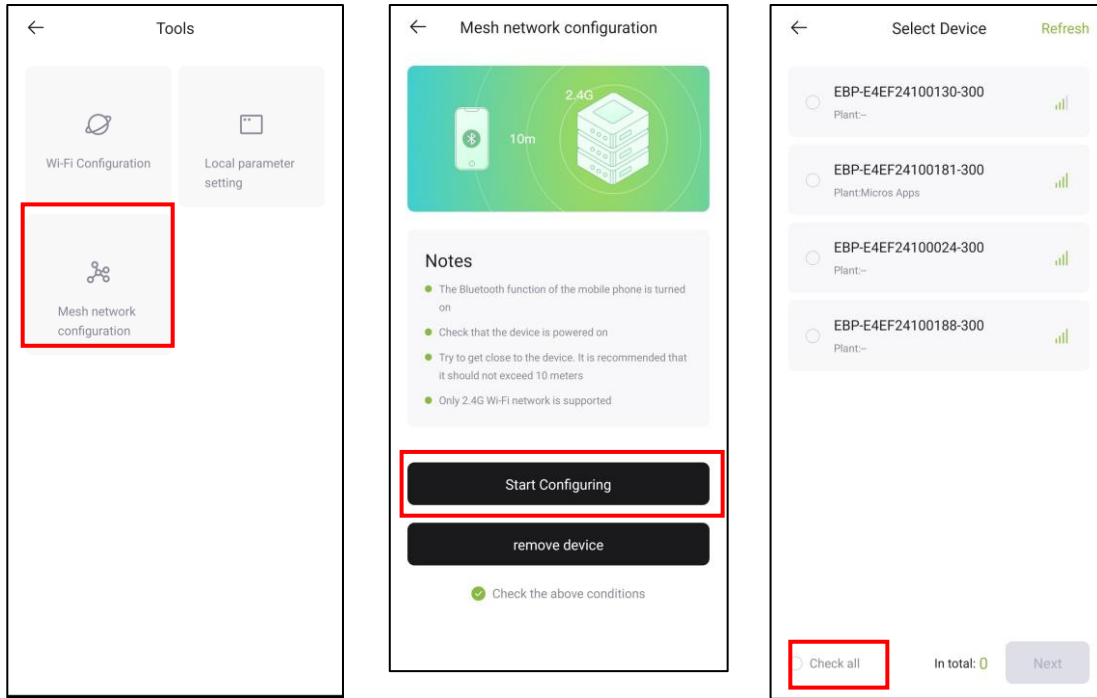 Tools
Wi-Fi Configuration
Local parameter
setting
Mesh network
configuration
Mesh network configuration
2.4G
10m
Notes
The Bluetooth function of the mobile phone is turned
on
Check that the device is powered on
Try to get close to the device. It is recommended that
it should not exceed 10 meters
Only 2.4G Wi-Fi network is supported
Start Configuring
remove device
Check the above conditions
Select Device
Refresh
EBP-E4EF24100130-300
Plant:–
EBP-E4EF24100181-300
Plant:Micros Apps
EBP-E4EF24100024-300
Plant:–
EBP-E4EF24100188-300
Plant:–
Check all
In total: 0
Next